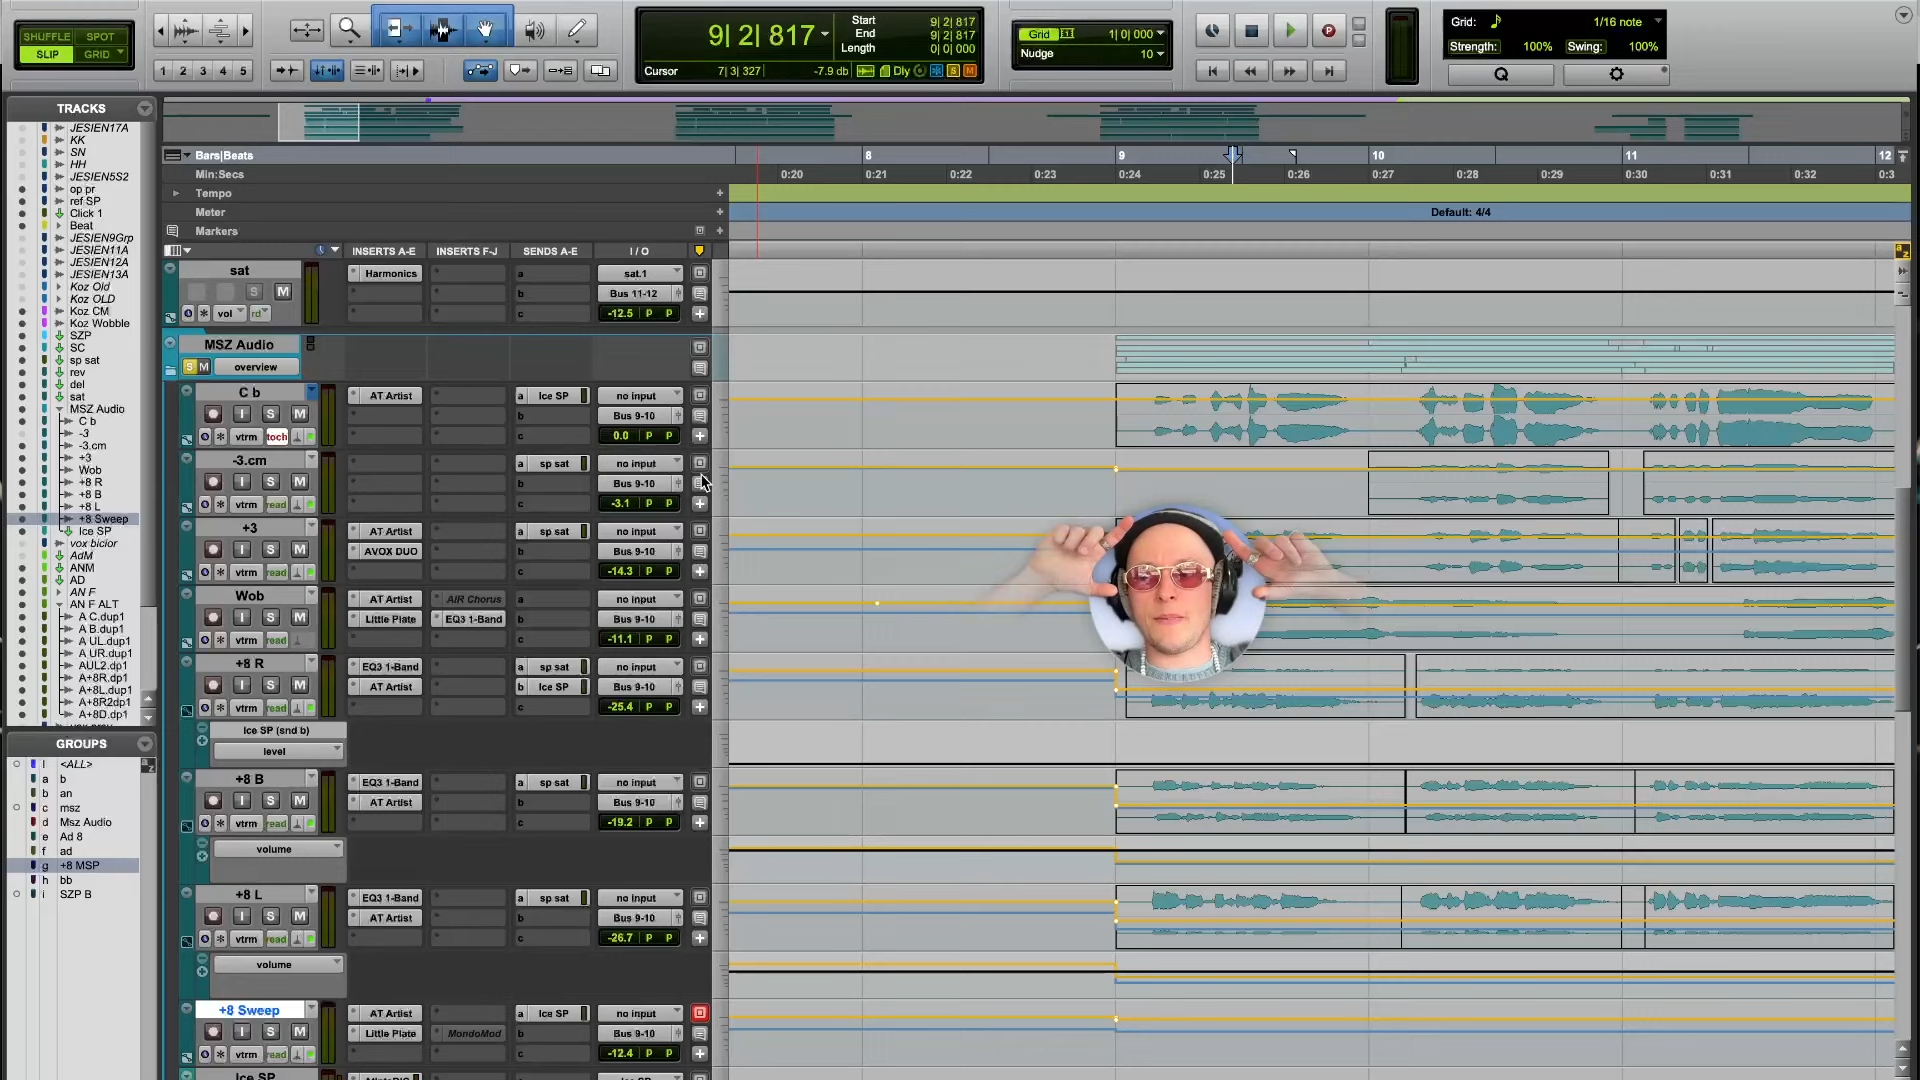 SHUFFLE SPOT
SLIP GRID
1 2 3 4 5
9| 2| 817
Start 9| 2| 817
End 9| 2| 817
Length 0| 0| 000
Cursor 7| 3| 327 -7.9 db Dly S M
Grid 1| 0| 000
Nudge 10
Grid: 1/16 note
Strength: 100% Swing: 100%
Q
TRACKS
JESIEN17A
KK
SN
HH
JESIEN5S2
op pr
ref SP
Click 1
Beat
JESIEN9Grp
JESIEN11A
JESIEN12A
JESIEN13A
Koz Old
Koz OLD
Koz CM
Koz Wobble
SZP
SC
sp sat
rev
del
sat
MSZ Audio
C b
-3
-3.cm
+3
Wob
+8 R
+8 B
+8 L
+8 Sweep
Ice SP
vox bicior
AdM
ANM
AD
AN F
AN F ALT
A C.dup1
A B.dup1
A UL.dup1
A UR.dup1
AUL2.dp1
A+8R.dp1
A+8L.dup1
A+8R2dp1
A+8D.dp1
GROUPS
! <ALL>
a b
b an
c msz
d Msz Audio
e Ad 8
f ad
g +8 MSP
h bb
i SZP B
Bars|Beats 8 9 10 11 12
Min:Secs 0:20 0:21 0:22 0:23 0:24 0:25 0:26 0:27 0:28 0:29 0:30 0:31 0:32 0:3
Tempo
Meter Default: 4/4
Markers
INSERTS A-E INSERTS F-J SENDS A-E I / O
sat Harmonics a sat.1
S M b Bus 11-12
vol rd c -12.5 p p
MSZ Audio
S M overview
C b AT Artist a Ice SP no input
I S M b Bus 9-10
vtrm toch c 0.0 p p
-3.cm a sp sat no input
I S M b Bus 9-10
vtrm read c -3.1 p p
+3 AT Artist a sp sat no input
I S M AVOX DUO b Bus 9-10
vtrm read c -14.3 p p
Wob AT Artist AIR Chorus a no input
I S M Little Plate EQ3 1-Band b Bus 9-10
vtrm read c -11.1 p p
+8 R EQ3 1-Band a sp sat no input
I S M AT Artist b Ice SP Bus 9-10
vtrm read c -25.4 p p
Ice SP (snd b)
level
+8 B EQ3 1-Band a sp sat no input
I S M AT Artist b Bus 9-10
vtrm read c -19.2 p p
volume
+8 L EQ3 1-Band a sp sat no input
I S M AT Artist b Bus 9-10
vtrm read c -26.7 p p
volume
+8 Sweep AT Artist a Ice SP no input
I S M Little Plate MondoMod b Bus 9-10
vtrm read c -12.4 p p